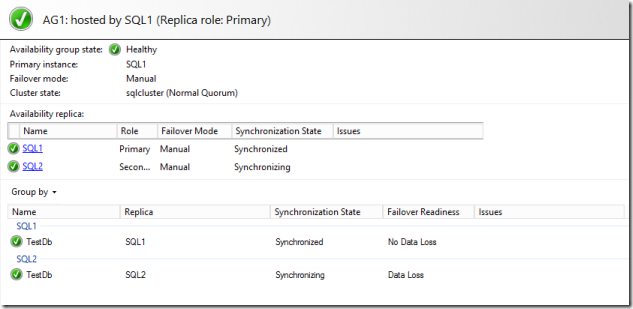 AG1: hosted by SQL1 (Replica role: Primary)
Availability group state: Healthy
Primary instance: SQL1
Failover mode: Manual
Cluster state: sqlcluster (Normal Quorum)
Availability replica:
Name Role Failover Mode Synchronization State Issues
SQL1 Primary Manual Synchronized
SQL2 Secon... Manual Synchronizing
Group by
Name Replica Synchronization State Failover Readiness Issues
SQL1
TestDb SQL1 Synchronized No Data Loss
SQL2
TestDb SQL2 Synchronizing Data Loss